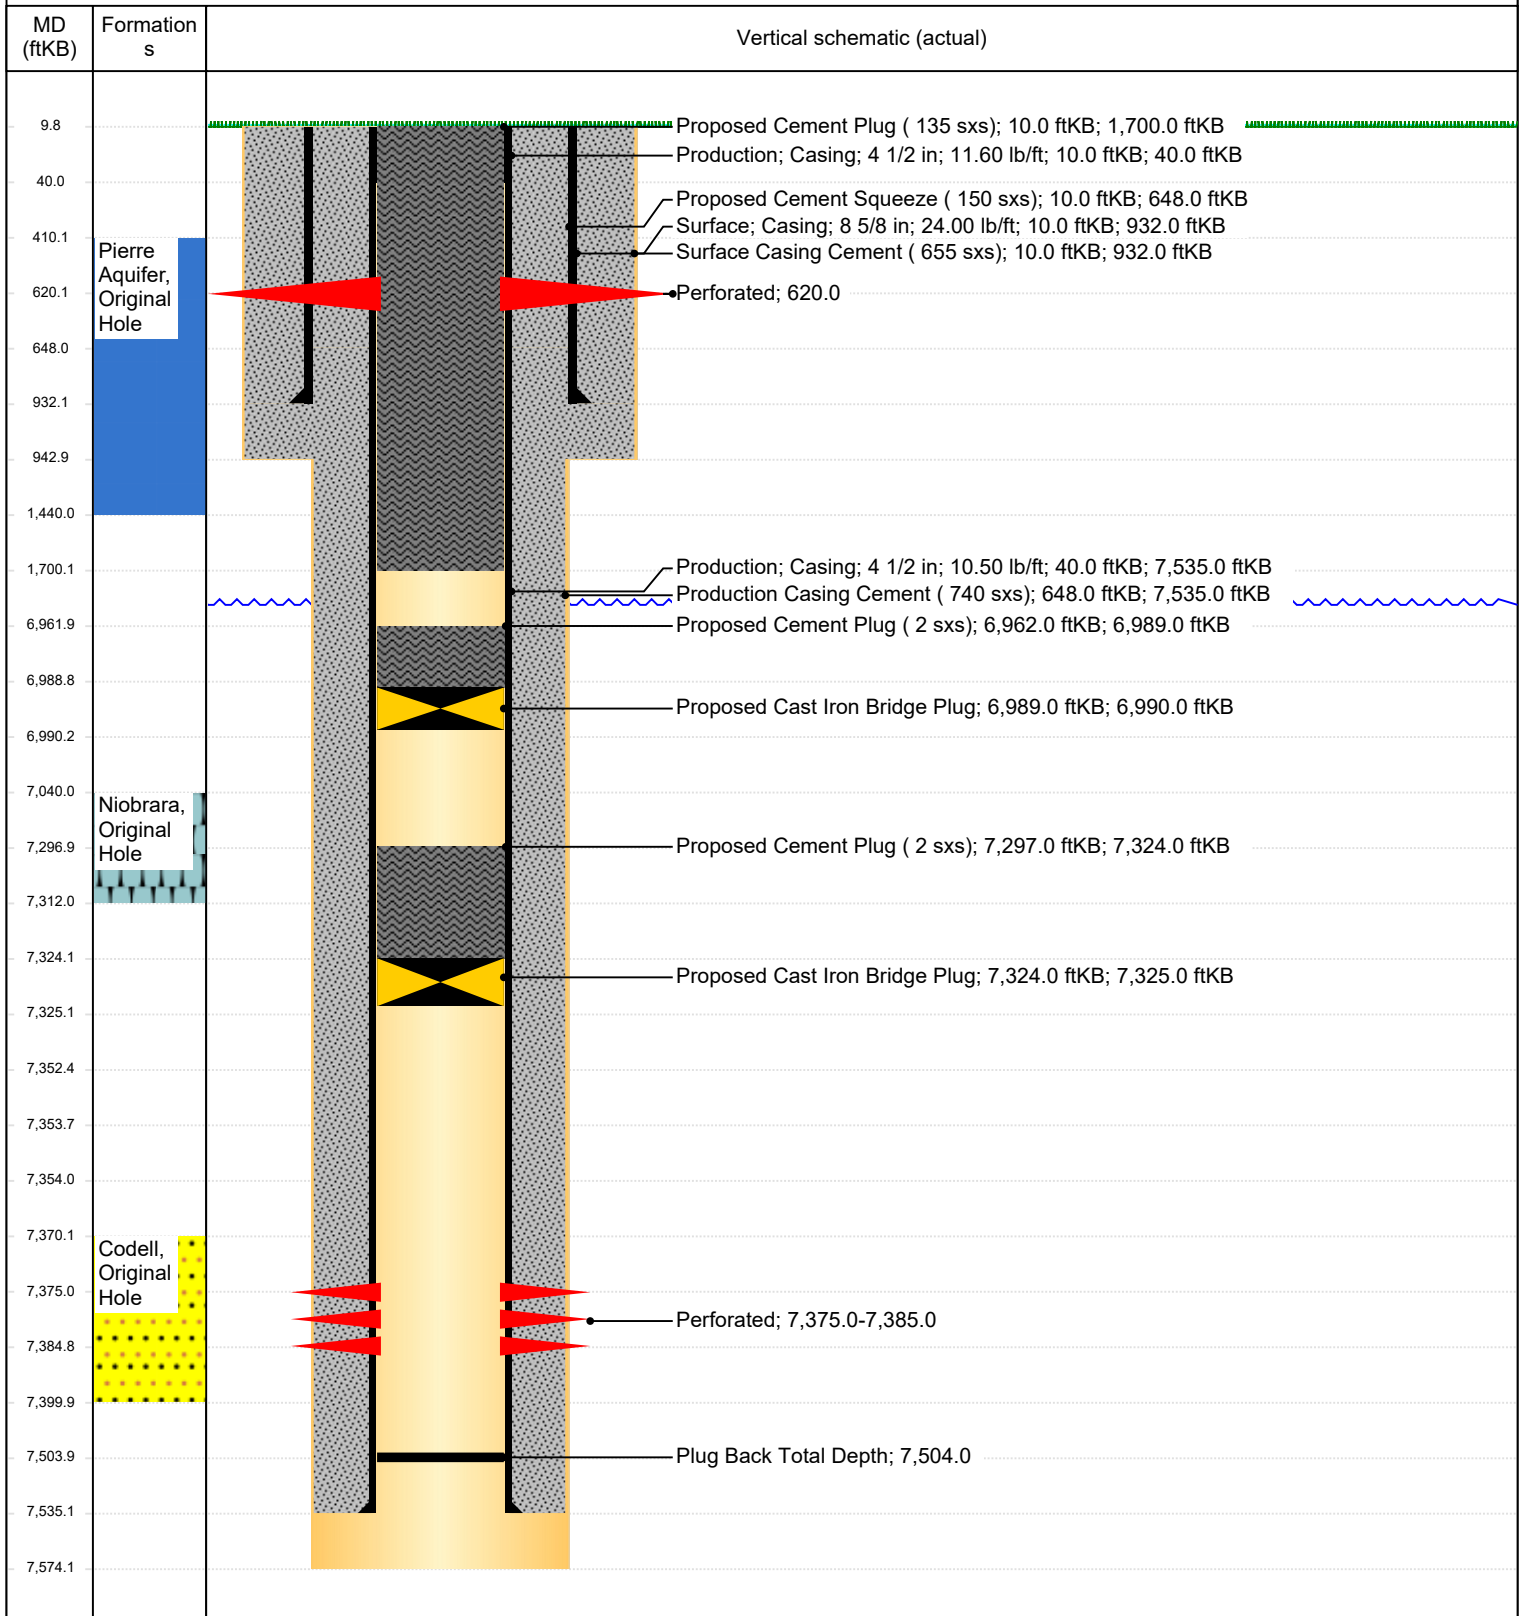 MD
(ftKB)
Formation
s
Vertical schematic (actual)
9.8
40.0
410.1
620.1
648.0
932.1
942.9
1,440.0
1,700.1
6,961.9
6,988.8
6,990.2
7,040.0
7,296.9
7,312.0
7,324.1
7,325.1
7,352.4
7,353.7
7,354.0
7,370.1
7,375.0
7,384.8
7,399.9
7,503.9
7,535.1
7,574.1
Pierre
Aquifer,
Original
Hole
Niobrara,
Original
Hole
Codell,
Original
Hole
Proposed Cement Plug ( 135 sxs); 10.0 ftKB; 1,700.0 ftKB
Production; Casing; 4 1/2 in; 11.60 lb/ft; 10.0 ftKB; 40.0 ftKB
Proposed Cement Squeeze ( 150 sxs); 10.0 ftKB; 648.0 ftKB
Surface; Casing; 8 5/8 in; 24.00 lb/ft; 10.0 ftKB; 932.0 ftKB
Surface Casing Cement ( 655 sxs); 10.0 ftKB; 932.0 ftKB
Perforated; 620.0
Production; Casing; 4 1/2 in; 10.50 lb/ft; 40.0 ftKB; 7,535.0 ftKB
Production Casing Cement ( 740 sxs); 648.0 ftKB; 7,535.0 ftKB
Proposed Cement Plug ( 2 sxs); 6,962.0 ftKB; 6,989.0 ftKB
Proposed Cast Iron Bridge Plug; 6,989.0 ftKB; 6,990.0 ftKB
Proposed Cement Plug ( 2 sxs); 7,297.0 ftKB; 7,324.0 ftKB
Proposed Cast Iron Bridge Plug; 7,324.0 ftKB; 7,325.0 ftKB
Perforated; 7,375.0-7,385.0
Plug Back Total Depth; 7,504.0